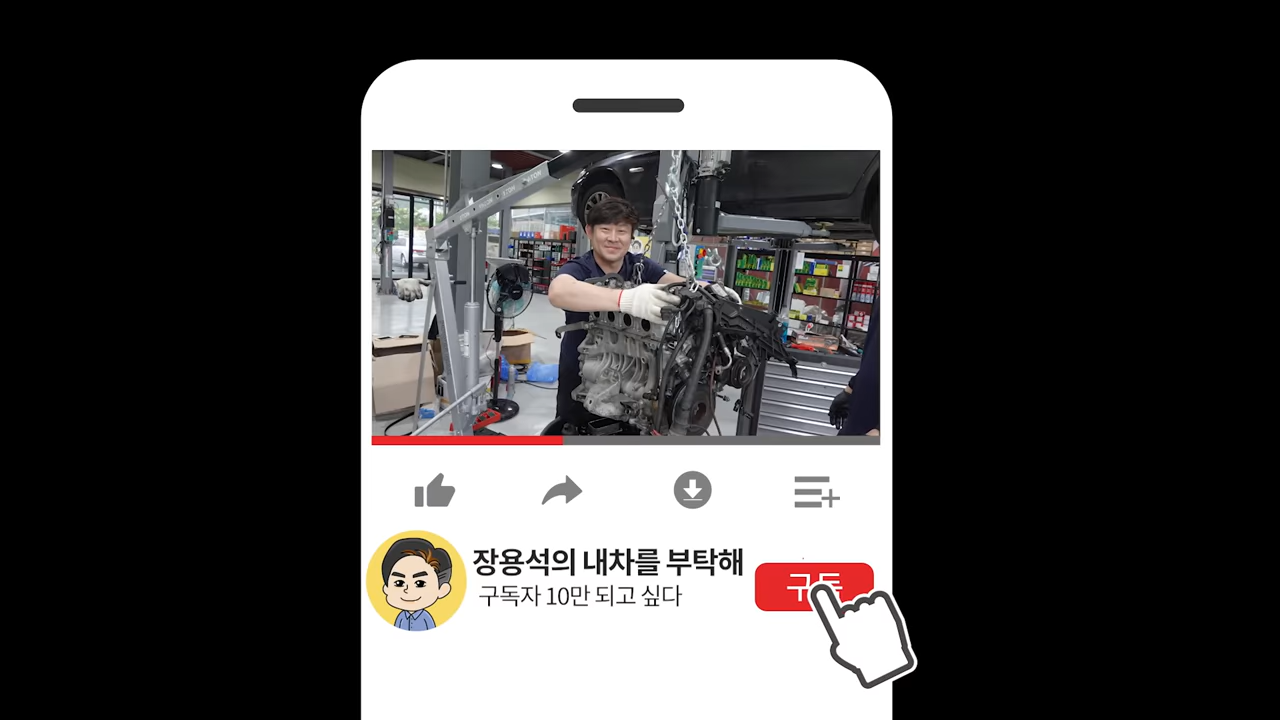 장용석의 내차를 부탁해
구독자 10만 되고 싶다
구독